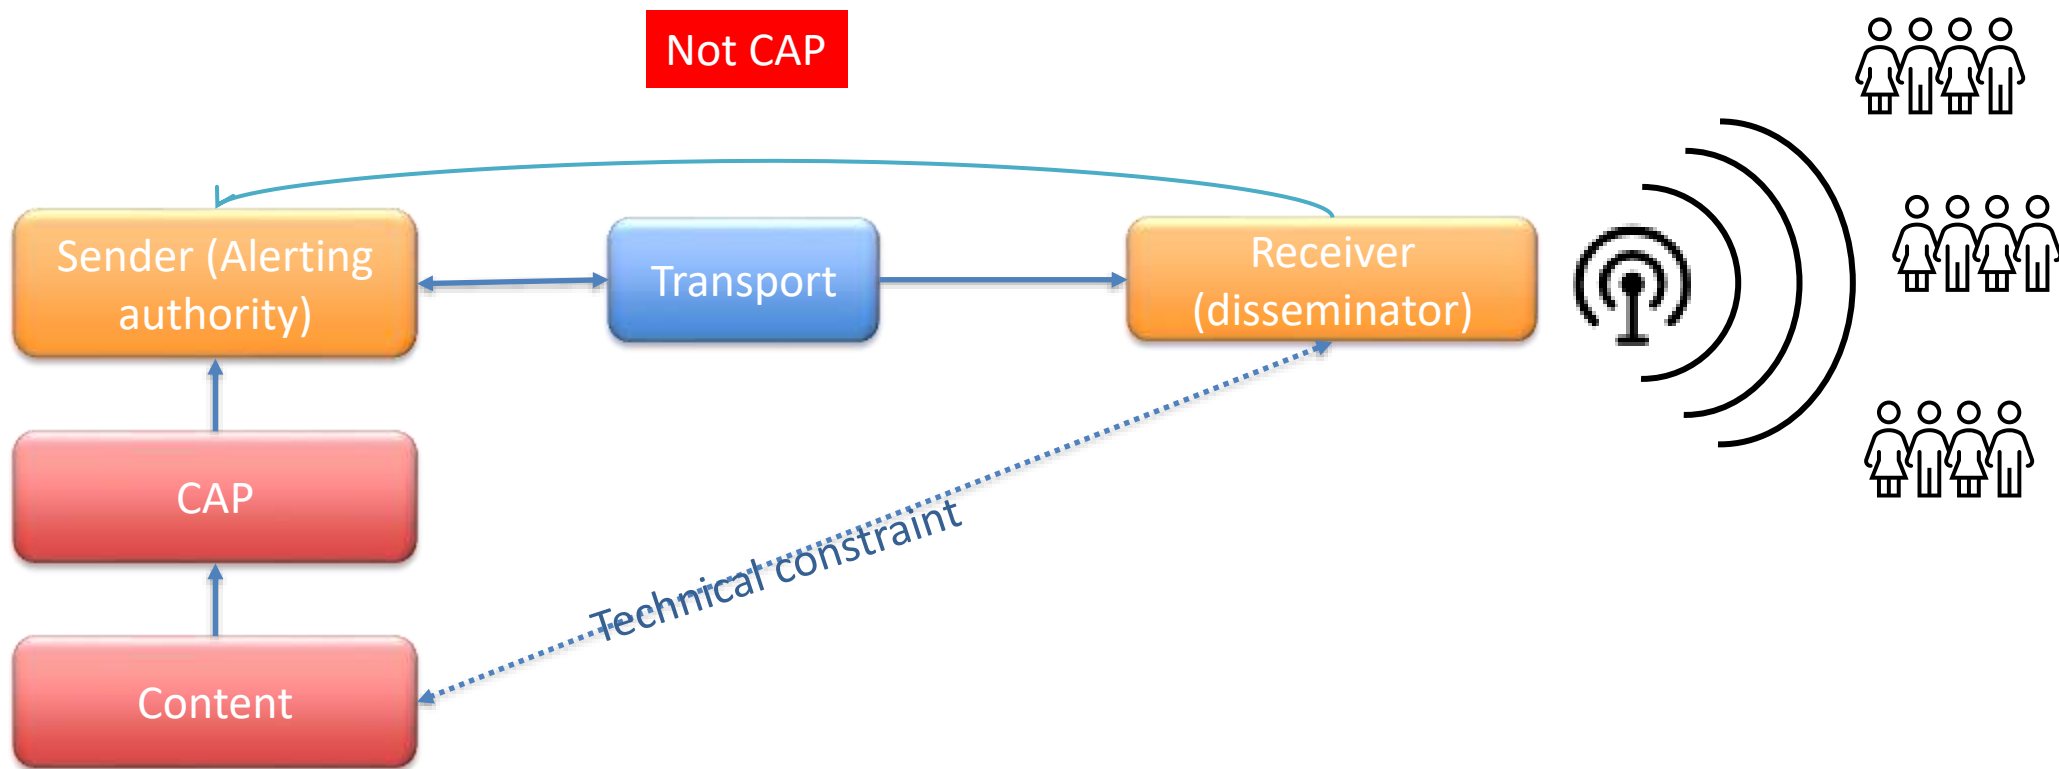 Not CAP
Sender (Alerting
authority)
Transport
Receiver
(disseminator)
CAP
Technical constraint
Content